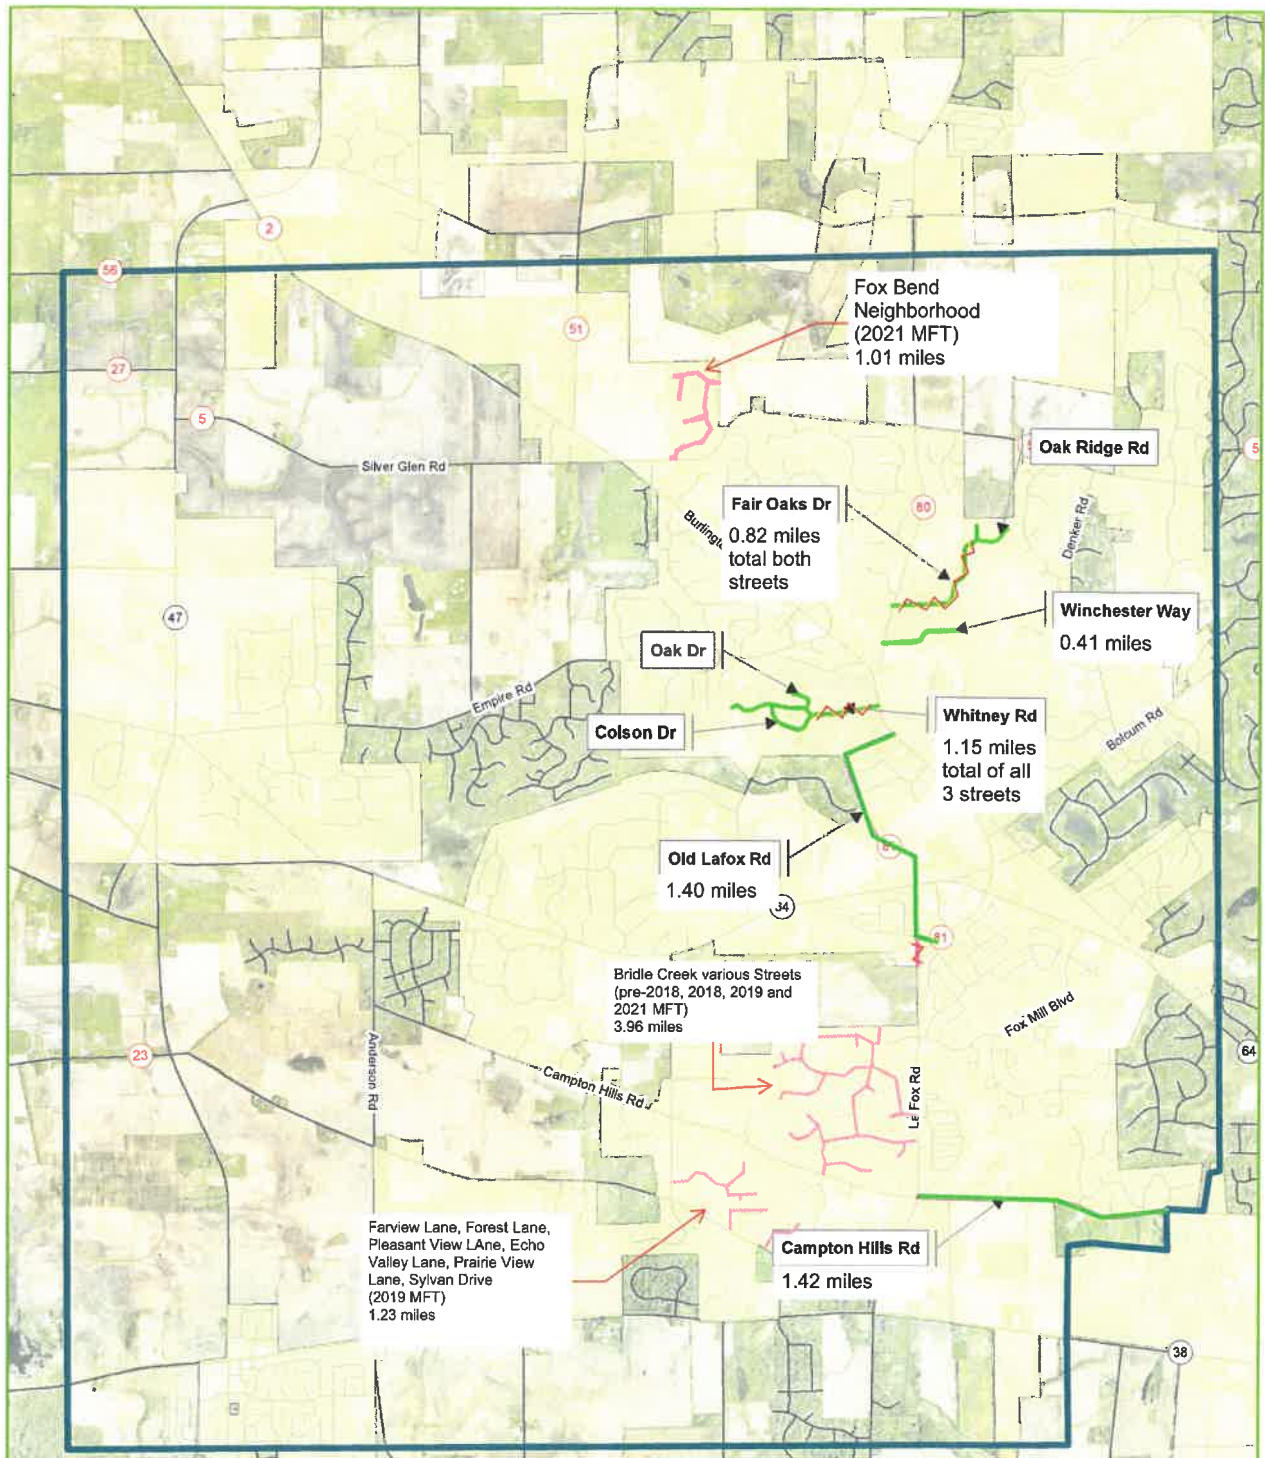 2
56
51
Fox Bend
Neighborhood
(2021 MFT)
1.01 miles
27
5
Oak Ridge Rd
5
Silver Glen Rd
Fair Oaks Dr
0.82 miles
total both
streets
80
Denker Rd
47
Winchester Way
0.41 miles
Oak Dr
Empire Rd
Colson Dr
Whitney Rd
1.15 miles
total of all
3 streets
Bolcum Rd
Old Lafox Rd
1.40 miles
81
Bridle Creek various Streets
(pre-2018, 2018, 2019 and
2021 MFT)
3.96 miles
Fox Mill Blvd
64
23
Anderson Rd
Campton Hills Rd
La Fox Rd
Farview Lane, Forest Lane,
Pleasant View LAne, Echo
Valley Lane, Prairie View
Lane, Sylvan Drive
(2019 MFT)
1.23 miles
Campton Hills Rd
1.42 miles
38